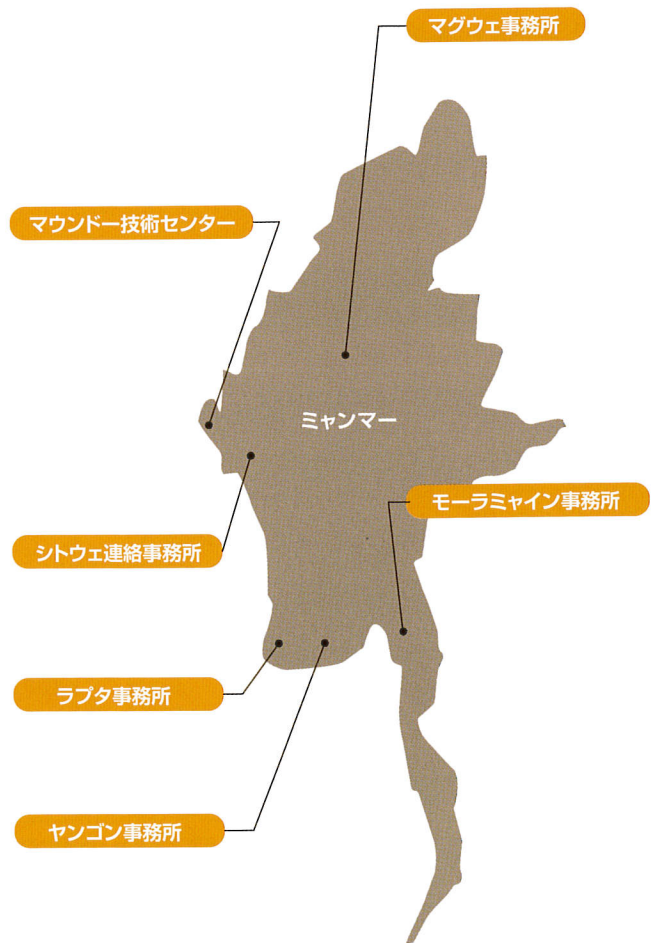 マグウェ事務所
マウンドー技術センター
ミャンマー
モーラミャイン事務所
シトウェ連絡事務所
ラプタ事務所
ヤンゴン事務所